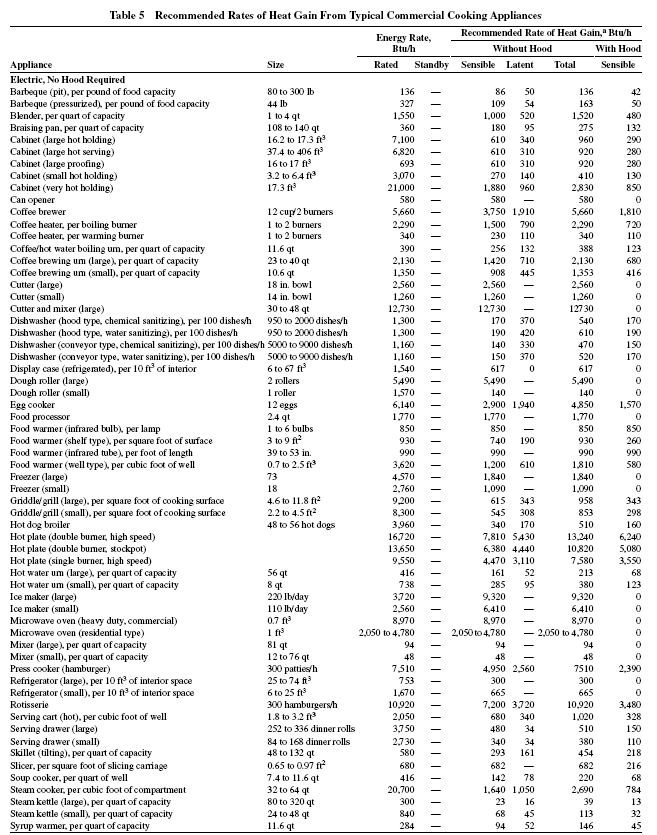 Table 5 Recommended Rates of Heat Gain From Typical Commercial Cooking Appliances
Energy Rate, Btu/h Recommended Rate of Heat Gain,ª Btu/h
Without Hood With Hood
Appliance Size Rated Standby Sensible Latent Total Sensible
Electric, No Hood Required
Barbeque (pit), per pound of food capacity 80 to 300 lb 136 — 86 50 136 42
Barbeque (pressurized), per pound of food capacity 44 lb 327 — 109 54 163 50
Blender, per quart of capacity 1 to 4 qt 1,550 — 1,000 520 1,520 480
Braising pan, per quart of capacity 108 to 140 qt 360 — 180 95 275 132
Cabinet (large hot holding) 16.2 to 17.3 ft³ 7,100 — 610 340 960 290
Cabinet (large hot serving) 37.4 to 406 ft³ 6,820 — 610 310 920 280
Cabinet (large proofing) 16 to 17 ft³ 693 — 610 310 920 280
Cabinet (small hot holding) 3.2 to 6.4 ft³ 3,070 — 270 140 410 130
Cabinet (very hot holding) 17.3 ft³ 21,000 — 1,880 960 2,830 850
Can opener 580 — 580 — 580 0
Coffee brewer 12 cup/2 burners 5,660 — 3,750 1,910 5,660 1,810
Coffee heater, per boiling burner 1 to 2 burners 2,290 — 1,500 790 2,290 720
Coffee heater, per warming burner 1 to 2 burners 340 — 230 110 340 110
Coffee/hot water boiling urn, per quart of capacity 11.6 qt 390 — 256 132 388 123
Coffee brewing urn (large), per quart of capacity 23 to 40 qt 2,130 — 1,420 710 2,130 680
Coffee brewing urn (small), per quart of capacity 10.6 qt 1,350 — 908 445 1,353 416
Cutter (large) 18 in. bowl 2,560 — 2,560 — 2,560 0
Cutter (small) 14 in. bowl 1,260 — 1,260 — 1,260 0
Cutter and mixer (large) 30 to 48 qt 12,730 — 12,730 — 12730 0
Dishwasher (hood type, chemical sanitizing), per 100 dishes/h 950 to 2000 dishes/h 1,300 — 170 370 540 170
Dishwasher (hood type, water sanitizing), per 100 dishes/h 950 to 2000 dishes/h 1,300 — 190 420 610 190
Dishwasher (conveyor type, chemical sanitizing), per 100 dishes/h 5000 to 9000 dishes/h 1,160 — 140 330 470 150
Dishwasher (conveyor type, water sanitizing), per 100 dishes/h 5000 to 9000 dishes/h 1,160 — 150 370 520 170
Display case (refrigerated), per 10 ft³ of interior 6 to 67 ft³ 1,540 — 617 0 617 0
Dough roller (large) 2 rollers 5,490 — 5,490 — 5,490 0
Dough roller (small) 1 roller 1,570 — 140 — 140 0
Egg cooker 12 eggs 6,140 — 2,900 1,940 4,850 1,570
Food processor 2.4 qt 1,770 — 1,770 — 1,770 0
Food warmer (infrared bulb), per lamp 1 to 6 bulbs 850 — 850 — 850 850
Food warmer (shelf type), per square foot of surface 3 to 9 ft² 930 — 740 190 930 260
Food warmer (infrared tube), per foot of length 39 to 53 in. 990 — 990 — 990 990
Food warmer (well type), per cubic foot of well 0.7 to 2.5 ft³ 3,620 — 1,200 610 1,810 580
Freezer (large) 73 4,570 — 1,840 — 1,840 0
Freezer (small) 18 2,760 — 1,090 — 1,090 0
Griddle/grill (large), per square foot of cooking surface 4.6 to 11.8 ft² 9,200 — 615 343 958 343
Griddle/grill (small), per square foot of cooking surface 2.2 to 4.5 ft² 8,300 — 545 308 853 298
Hot dog broiler 48 to 56 hot dogs 3,960 — 340 170 510 160
Hot plate (double burner, high speed) 16,720 — 7,810 5,430 13,240 6,240
Hot plate (double burner, stockpot) 13,650 — 6,380 4,440 10,820 5,080
Hot plate (single burner, high speed) 9,550 — 4,470 3,110 7,580 3,550
Hot water urn (large), per quart of capacity 56 qt 416 — 161 52 213 68
Hot water urn (small), per quart of capacity 8 qt 738 — 285 95 380 123
Ice maker (large) 220 lb/day 3,720 — 9,320 — 9,320 0
Ice maker (small) 110 lb/day 2,560 — 6,410 — 6,410 0
Microwave oven (heavy duty, commercial) 0.7 ft³ 8,970 — 8,970 — 8,970 0
Microwave oven (residential type) 1 ft³ 2,050 to 4,780 — 2,050 to 4,780 — 2,050 to 4,780 0
Mixer (large), per quart of capacity 81 qt 94 — 94 — 94 0
Mixer (small), per quart of capacity 12 to 76 qt 48 — 48 — 48 0
Press cooker (hamburger) 300 patties/h 7,510 — 4,950 2,560 7510 2,390
Refrigerator (large), per 10 ft³ of interior space 25 to 74 ft³ 753 — 300 — 300 0
Refrigerator (small), per 10 ft³ of interior space 6 to 25 ft³ 1,670 — 665 — 665 0
Rotisserie 300 hamburgers/h 10,920 — 7,200 3,720 10,920 3,480
Serving cart (hot), per cubic foot of well 1.8 to 3.2 ft³ 2,050 — 680 340 1,020 328
Serving drawer (large) 252 to 336 dinner rolls 3,750 — 480 34 510 150
Serving drawer (small) 84 to 168 dinner rolls 2,730 — 340 34 380 110
Skillet (tilting), per quart of capacity 48 to 132 qt 580 — 293 161 454 218
Slicer, per square foot of slicing carriage 0.65 to 0.97 ft² 680 — 682 — 682 216
Soup cooker, per quart of well 7.4 to 11.6 qt 416 — 142 78 220 68
Steam cooker, per cubic foot of compartment 32 to 64 qt 20,700 — 1,640 1,050 2,690 784
Steam kettle (large), per quart of capacity 80 to 320 qt 300 — 23 16 39 13
Steam kettle (small), per quart of capacity 24 to 48 qt 840 — 68 45 113 32
Syrup warmer, per quart of capacity 11.6 qt 284 — 94 52 146 45